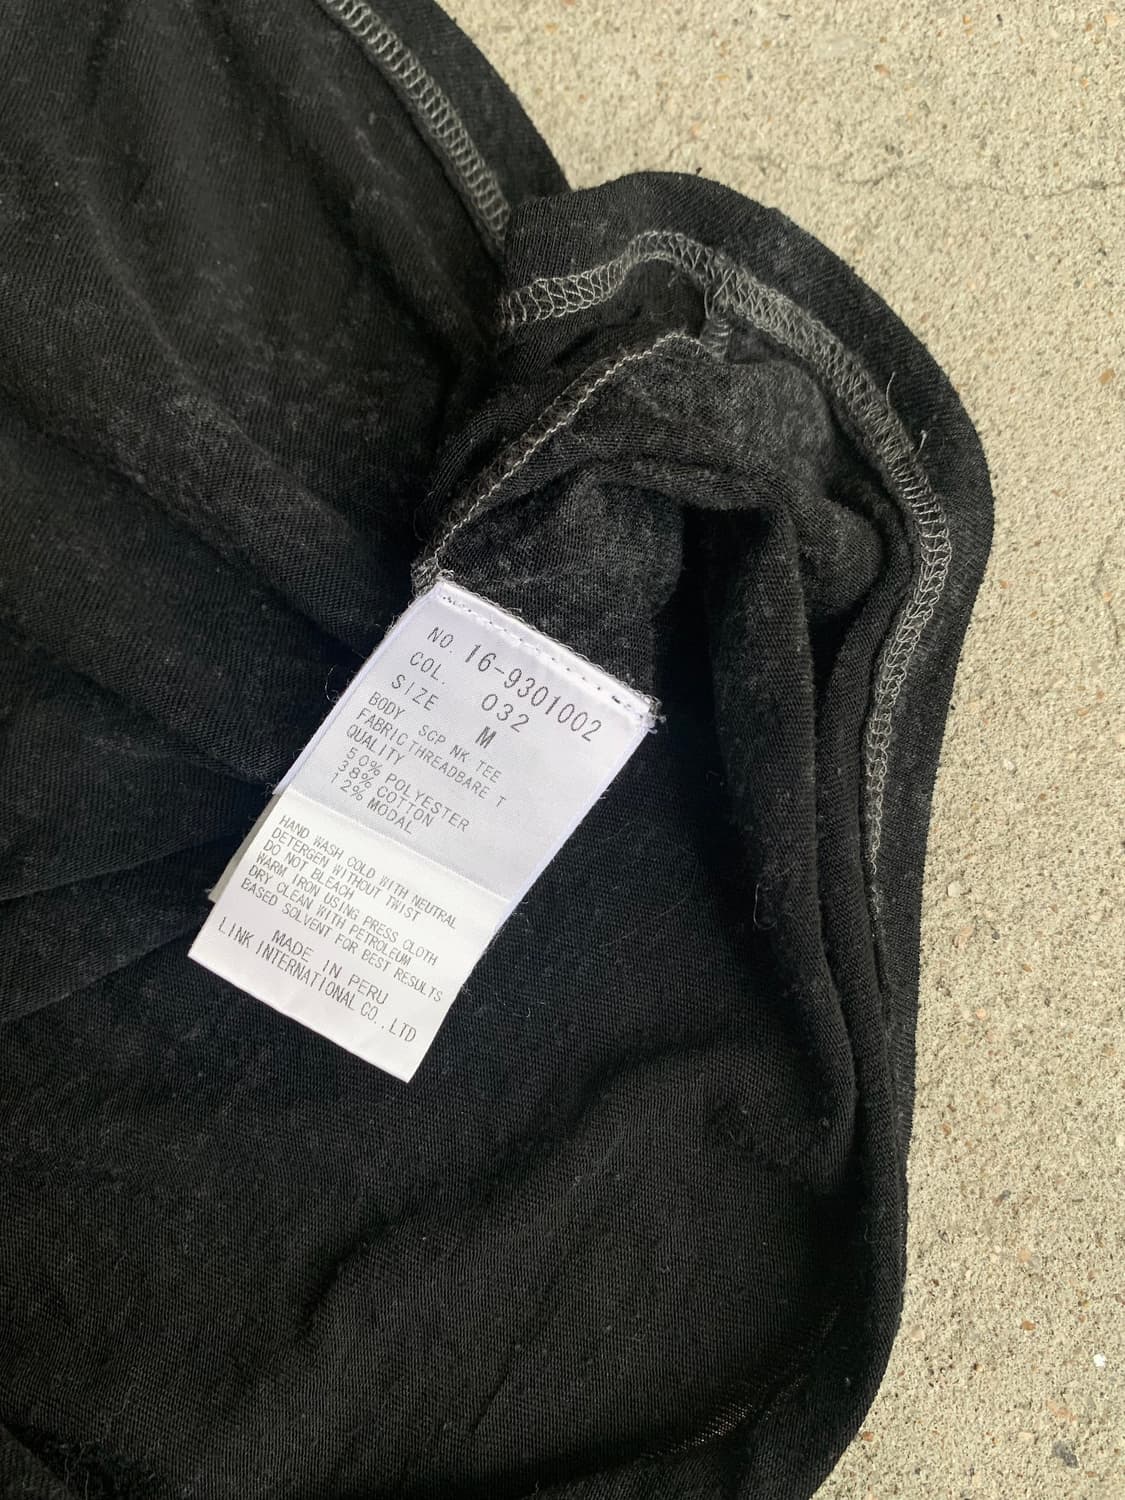 NO. 16-9301002
COL. 032
SIZE M
BODY SCP NK TEE
FABRIC THREADBARE T
QUALITY
50% POLYESTER
38% COTTON
12% MODAL
HAND WASH COLD WITH NEUTRAL
DETERGEN WITHOUT TWIST
DO NOT BLEACH
WARM IRON USING PRESS CLOTH
DRY CLEAN WITH PETROLEUM
BASED SOLVENT FOR BEST RESULTS
MADE IN PERU
LINK INTERNATIONAL CO.,LTD